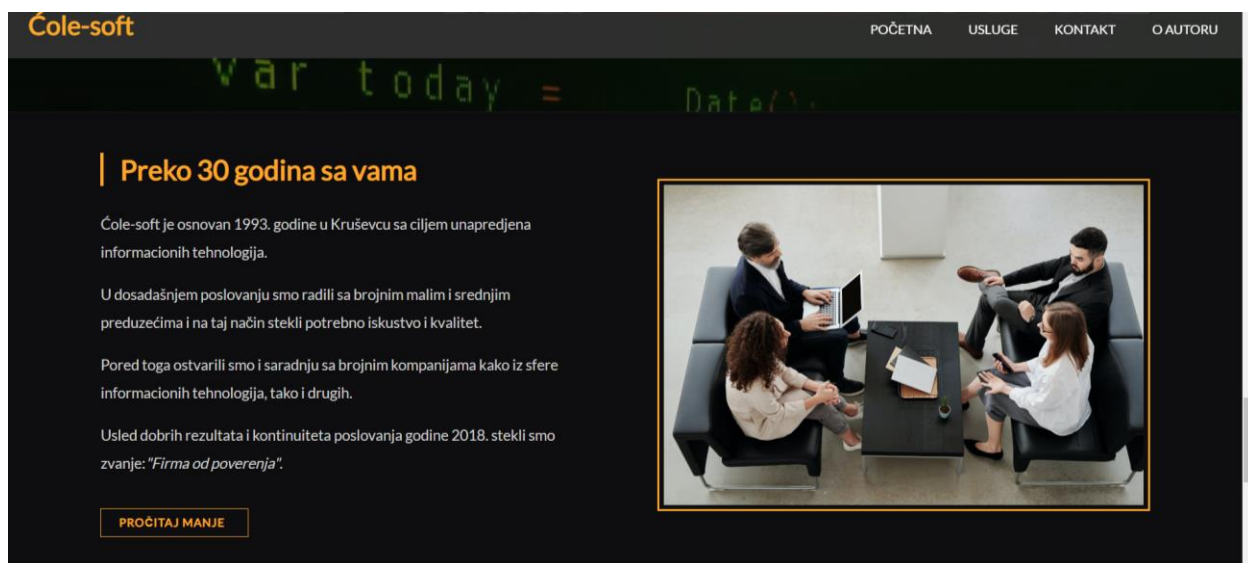 Ćole-soft
POČETNA USLUGE KONTAKT O AUTORU
var today = Date();
Preko 30 godina sa vama
Ćole-soft je osnovan 1993. godine u Kruševcu sa ciljem unapredjena
informacionih tehnologija.
U dosadašnjem poslovanju smo radili sa brojnim malim i srednjim
preduzećima i na taj način stekli potrebno iskustvo i kvalitet.
Pored toga ostvarili smo i saradnju sa brojnim kompanijama kako iz sfere
informacionih tehnologija, tako i drugih.
Usled dobrih rezultata i kontinuiteta poslovanja godine 2018. stekli smo
zvanje: "Firma od poverenja".
PROČITAJ MANJE